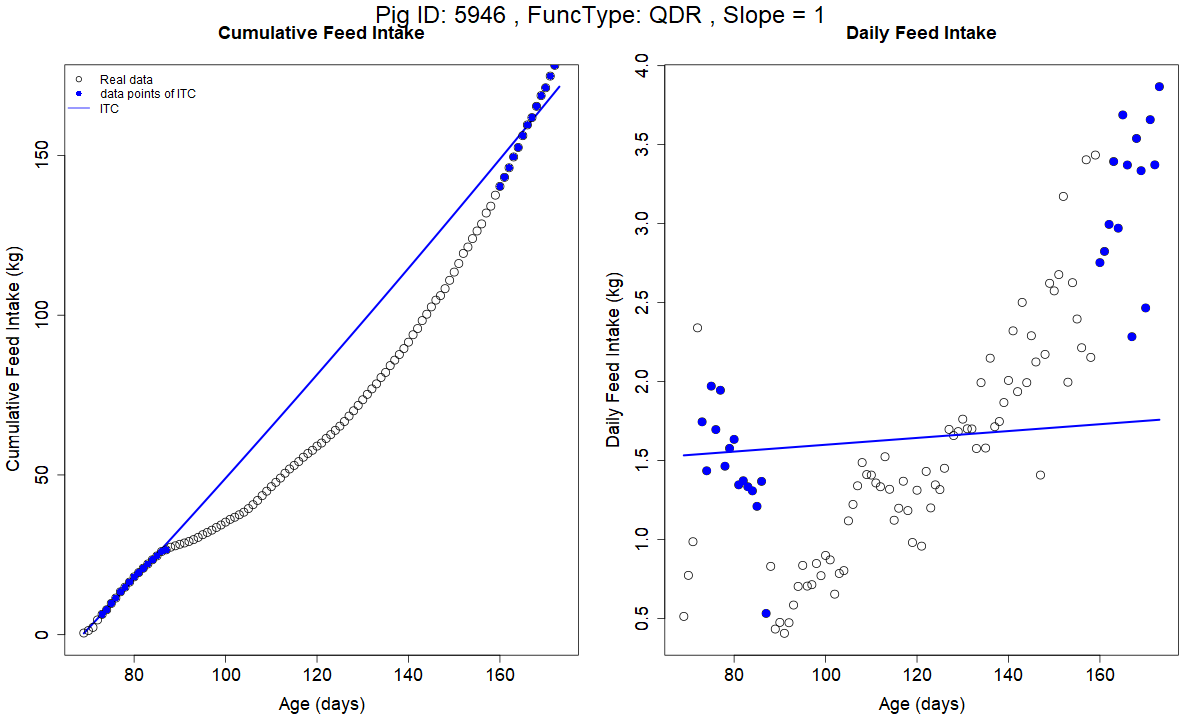 Pig ID: 5946 , FuncType: QDR , Slope = 1
Cumulative Feed Intake
Daily Feed Intake
Real data
data points of ITC
ITC
Cumulative Feed Intake (kg)
0
50
100
150
80
100
120
140
160
Age (days)
Daily Feed Intake (kg)
0.5
1.0
1.5
2.0
2.5
3.0
3.5
4.0
80
100
120
140
160
Age (days)